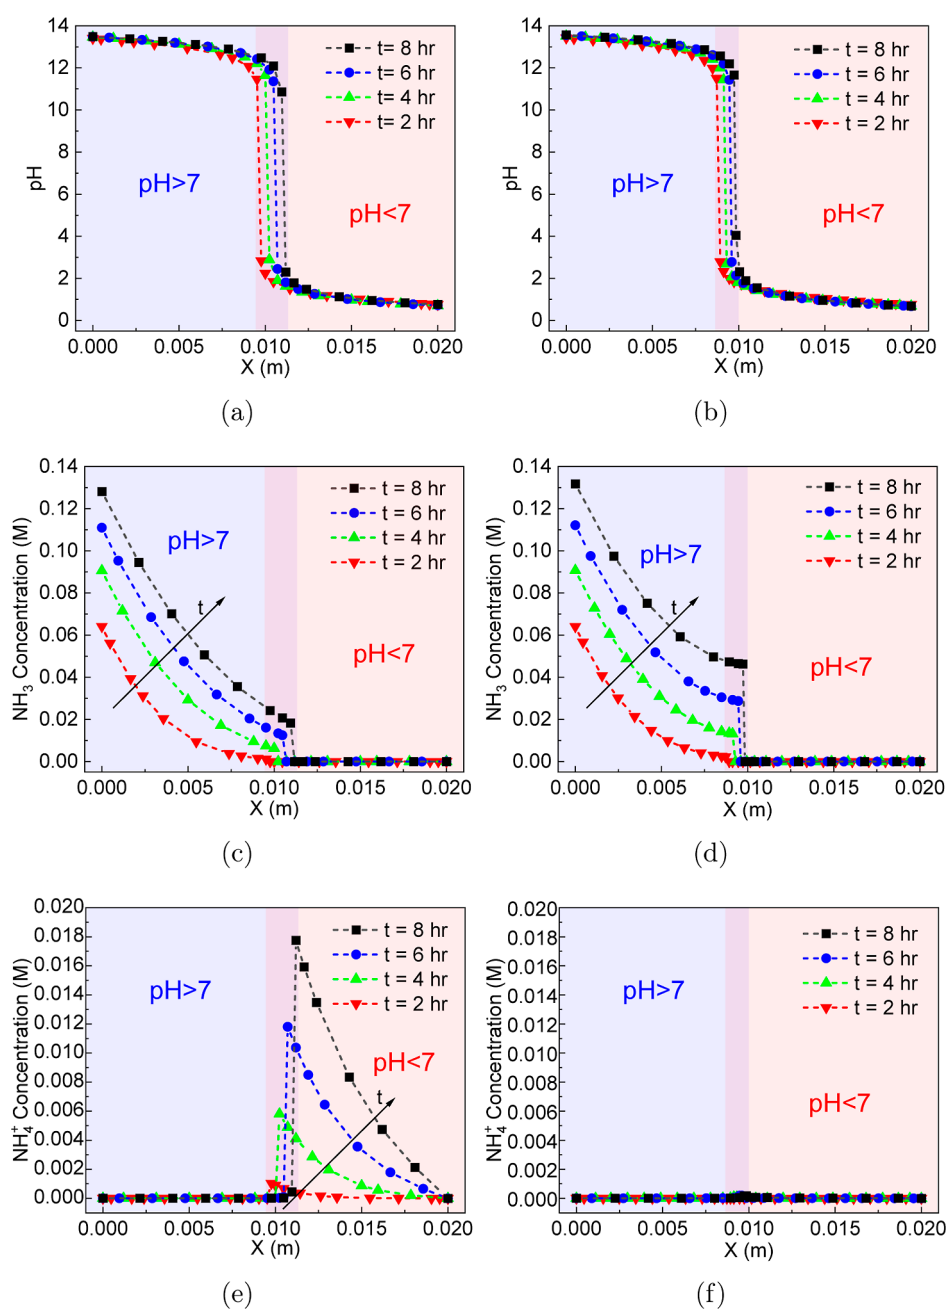 14
12
10
8
6
4
2
0
pH
t= 8 hr
t= 6 hr
t= 4 hr
t= 2 hr
pH>7
pH<7
0.000 0.005 0.010 0.015 0.020
X (m)
(a)
14
12
10
8
6
4
2
0
pH
t = 8 hr
t = 6 hr
t = 4 hr
t = 2 hr
pH>7
pH<7
0.000 0.005 0.010 0.015 0.020
X (m)
(b)
0.14
0.12
0.10
0.08
0.06
0.04
0.02
0.00
NH3 Concentration (M)
t = 8 hr
t = 6 hr
t = 4 hr
t = 2 hr
pH>7
t
pH<7
0.000 0.005 0.010 0.015 0.020
X (m)
(c)
0.14
0.12
0.10
0.08
0.06
0.04
0.02
0.00
NH3 Concentration (M)
t = 8 hr
t = 6 hr
t = 4 hr
t = 2 hr
pH>7
t
pH<7
0.000 0.005 0.010 0.015 0.020
X (m)
(d)
0.020
0.018
0.016
0.014
0.012
0.010
0.008
0.006
0.004
0.002
0.000
NH4+ Concentration (M)
t = 8 hr
t = 6 hr
t = 4 hr
t = 2 hr
pH>7
pH<7
t
0.000 0.005 0.010 0.015 0.020
X (m)
(e)
0.020
0.018
0.016
0.014
0.012
0.010
0.008
0.006
0.004
0.002
0.000
NH4+ Concentration (M)
t = 8 hr
t = 6 hr
t = 4 hr
t = 2 hr
pH>7
pH<7
0.000 0.005 0.010 0.015 0.020
X (m)
(f)